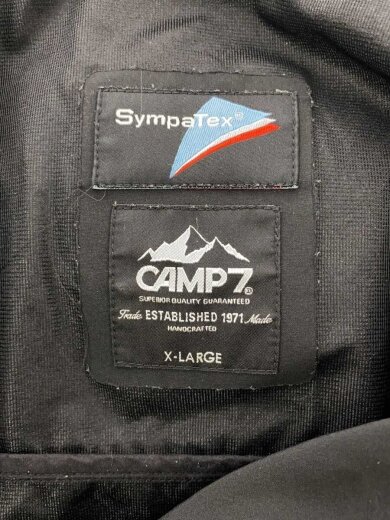 SympaTex®
CAMP7®
SUPERIOR QUALITY GUARANTEED
Trade ESTABLISHED 1971 Made
HANDCRAFTED
X-LARGE